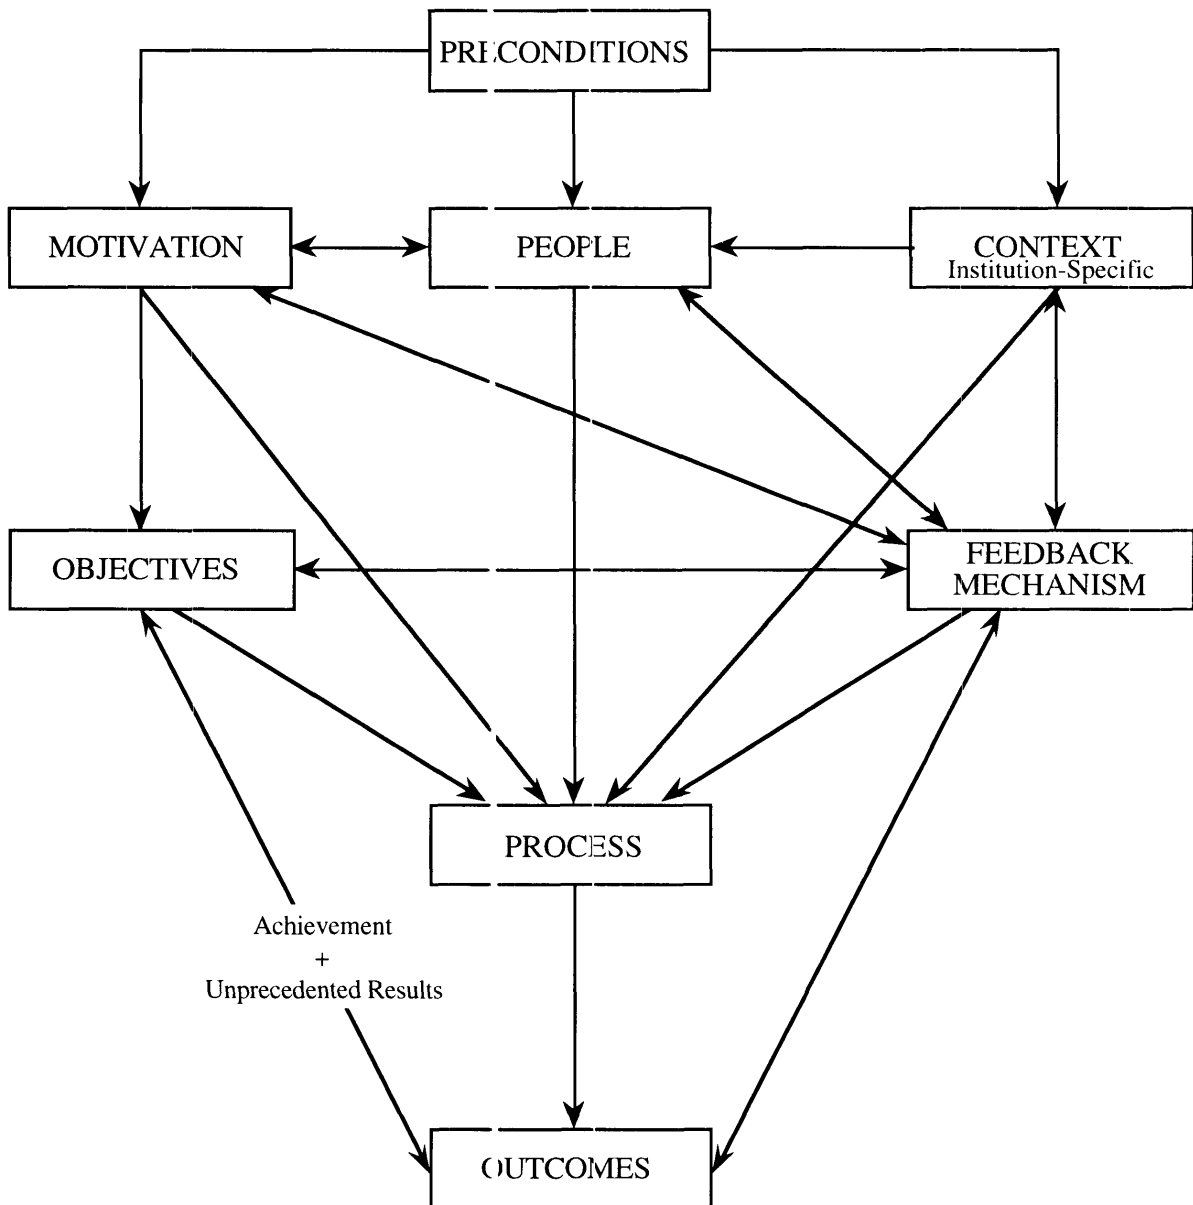 PRECONDITIONS
MOTIVATION
PEOPLE
CONTEXT
Institution-Specific
OBJECTIVES
FEEDBACK
MECHANISM
PROCESS
Achievement
+
Unprecedented Results
OUTCOMES